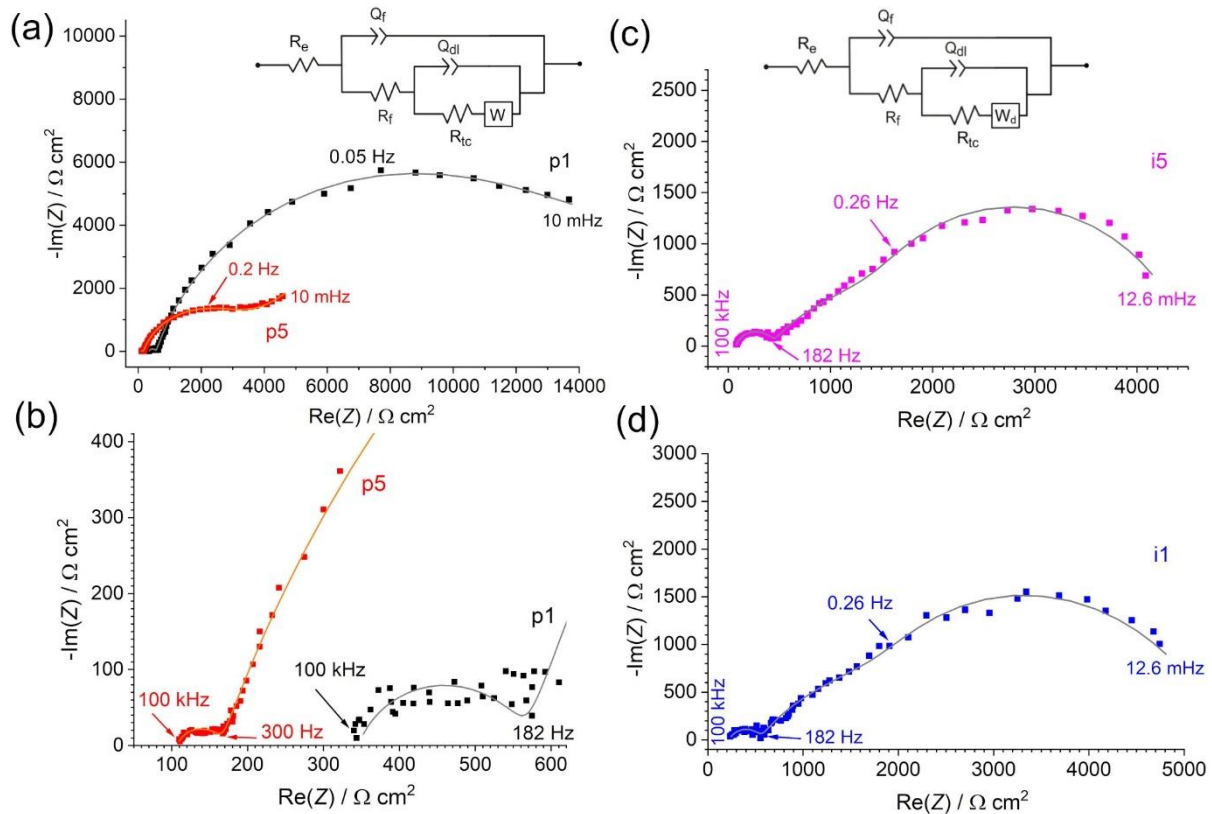 (a)
10000
8000
6000
4000
2000
0
-Im(Z) / Ω cm²
0 2000 4000 6000 8000 10000 12000 14000
Re(Z) / Ω cm²
Qf
Re
Qdl
Rf
Rtc
W
0.05 Hz
p1
10 mHz
0.2 Hz
10 mHz
p5
(c)
2500
2000
1500
1000
500
0
-Im(Z) / Ω cm²
0 1000 2000 3000 4000
Re(Z) / Ω cm²
Qf
Re
Qdl
Rf
Rtc
Wd
i5
0.26 Hz
12.6 mHz
100 kHz
182 Hz
(b)
400
300
200
100
0
-Im(Z) / Ω cm²
100 200 300 400 500 600
Re(Z) / Ω cm²
p5
p1
100 kHz
100 kHz
300 Hz
182 Hz
(d)
3000
2500
2000
1500
1000
500
0
-Im(Z) / Ω cm²
0 1000 2000 3000 4000 5000
Re(Z) / Ω cm²
i1
0.26 Hz
12.6 mHz
100 kHz
182 Hz